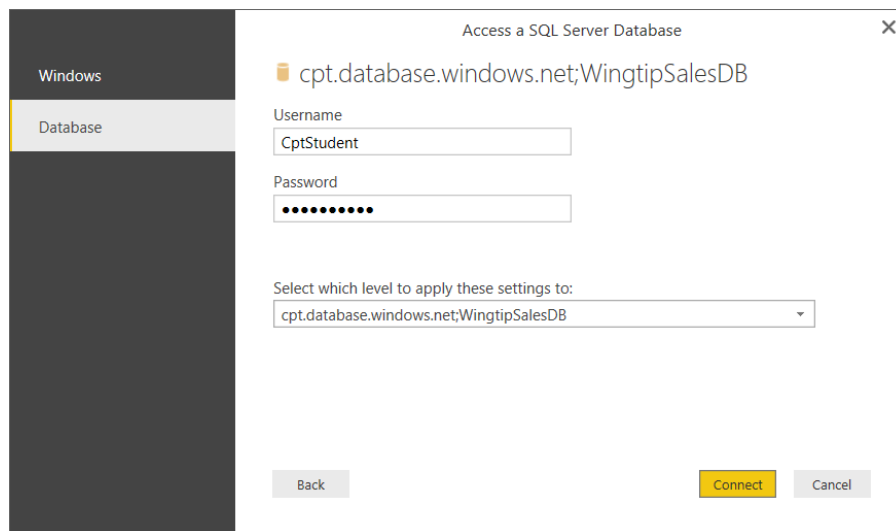 Access a SQL Server Database
Windows
Database
cpt.database.windows.net;WingtipSalesDB
Username
CptStudent
Password
••••••••••
Select which level to apply these settings to:
cpt.database.windows.net;WingtipSalesDB
Back
Connect
Cancel